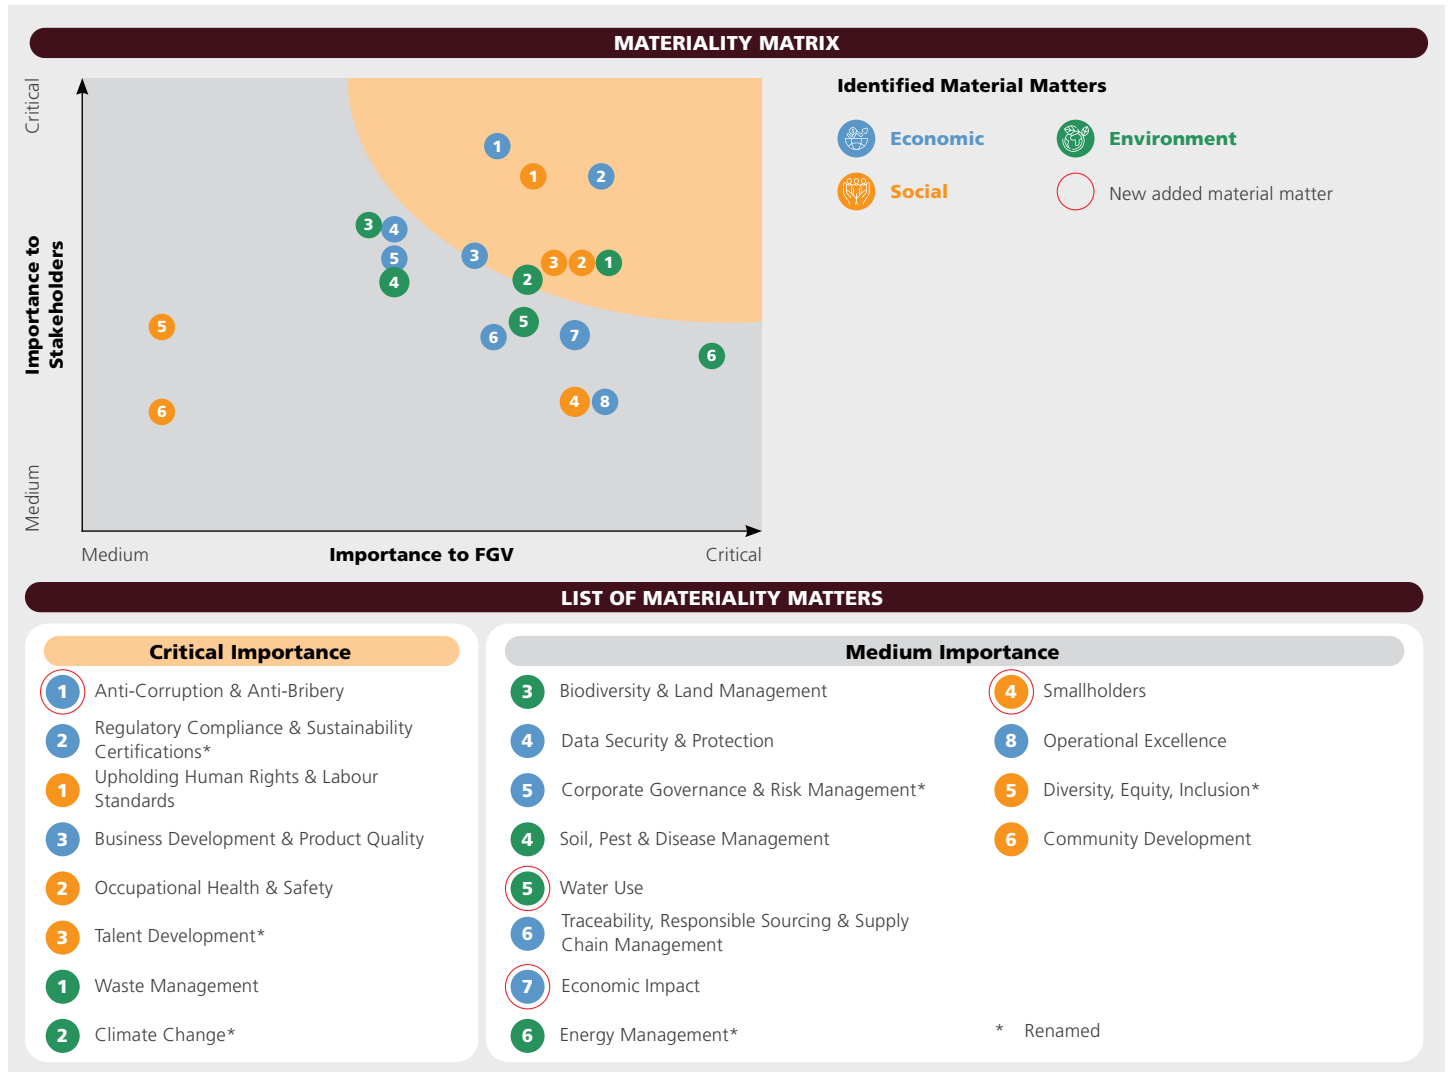 MATERIALITY MATRIX
Critical
Importance to
Stakeholders
Medium
1
1
2
3
4
5
4
3
3
2
1
2
5
6
5
7
6
6
4
8
Medium
Importance to FGV
Critical
Identified Material Matters
Economic
Environment
Social
New added material matter
LIST OF MATERIALITY MATTERS
Critical Importance
1 Anti-Corruption & Anti-Bribery
2 Regulatory Compliance & Sustainability
Certifications*
1 Upholding Human Rights & Labour
Standards
3 Business Development & Product Quality
2 Occupational Health & Safety
3 Talent Development*
1 Waste Management
2 Climate Change*
Medium Importance
3 Biodiversity & Land Management
4 Data Security & Protection
5 Corporate Governance & Risk Management*
4 Soil, Pest & Disease Management
5 Water Use
6 Traceability, Responsible Sourcing & Supply
Chain Management
7 Economic Impact
6 Energy Management*
4 Smallholders
8 Operational Excellence
5 Diversity, Equity, Inclusion*
6 Community Development
* Renamed